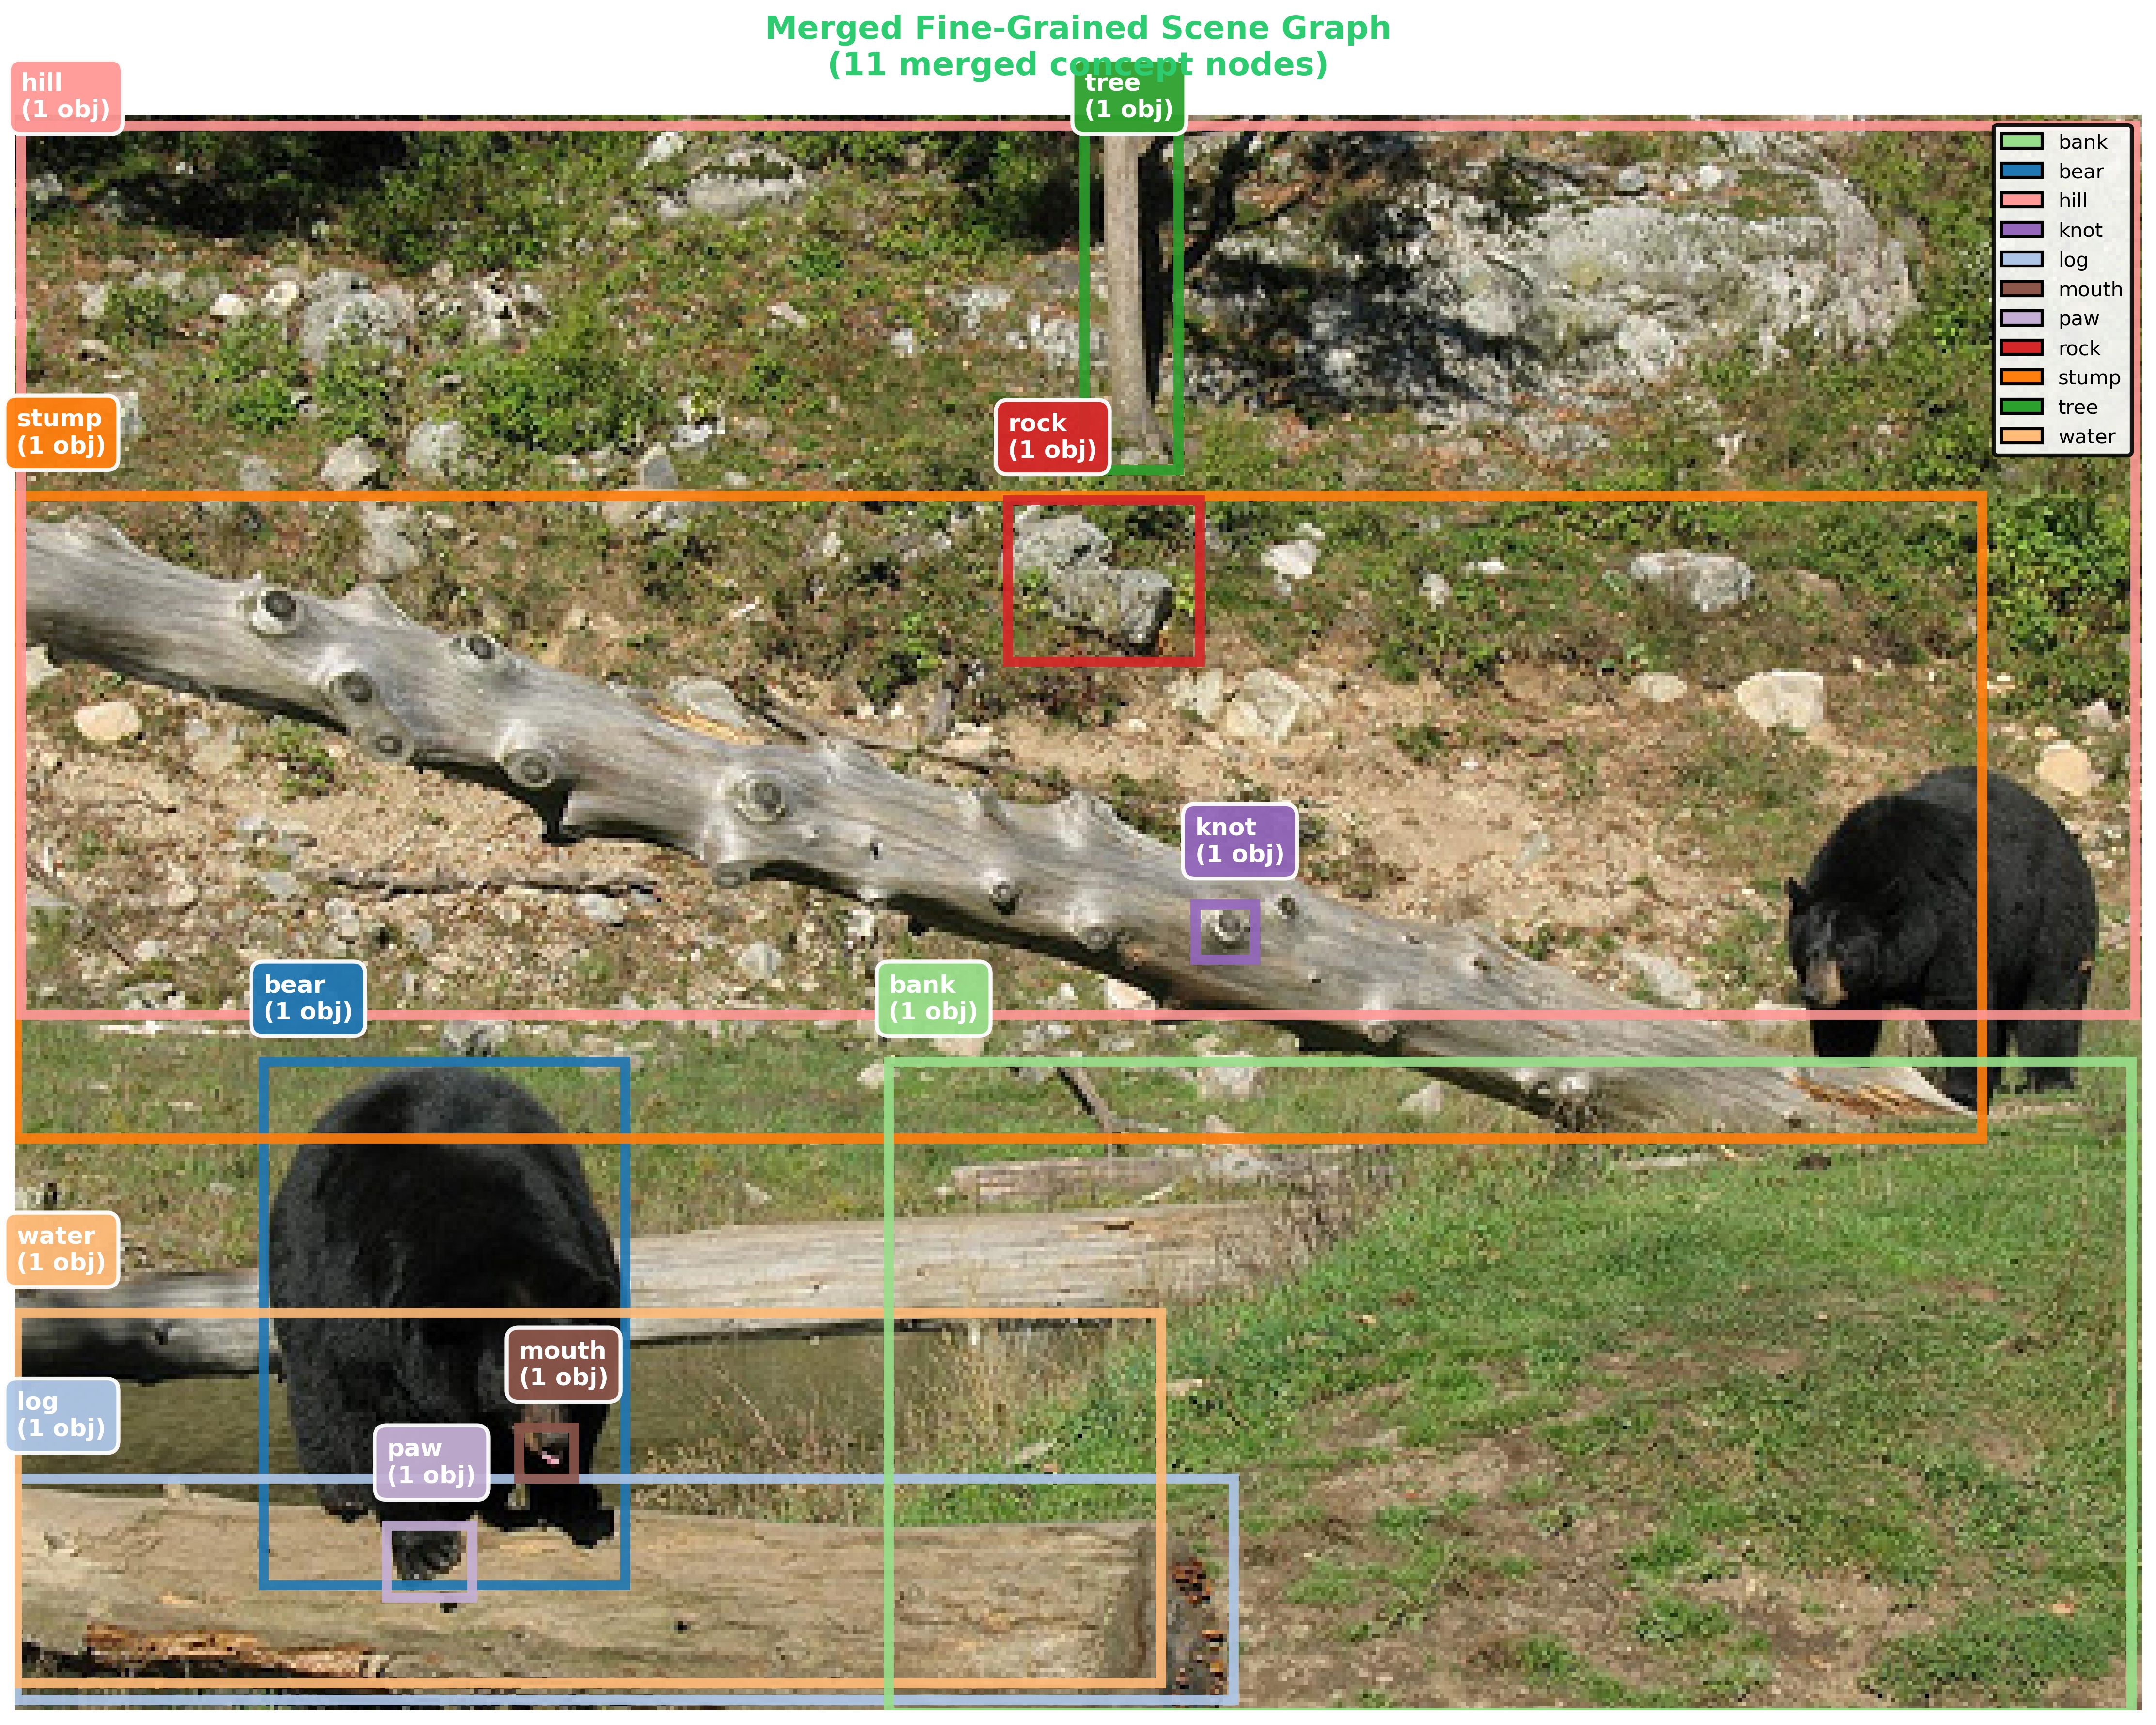 Merged Fine-Grained Scene Graph
(11 merged concept nodes)
hill
(1 obj)
tree
(1 obj)
bank
bear
hill
knot
log
mouth
paw
rock
stump
tree
water
stump
(1 obj)
rock
(1 obj)
knot
(1 obj)
bear
(1 obj)
bank
(1 obj)
water
(1 obj)
mouth
(1 obj)
log
(1 obj)
paw
(1 obj)